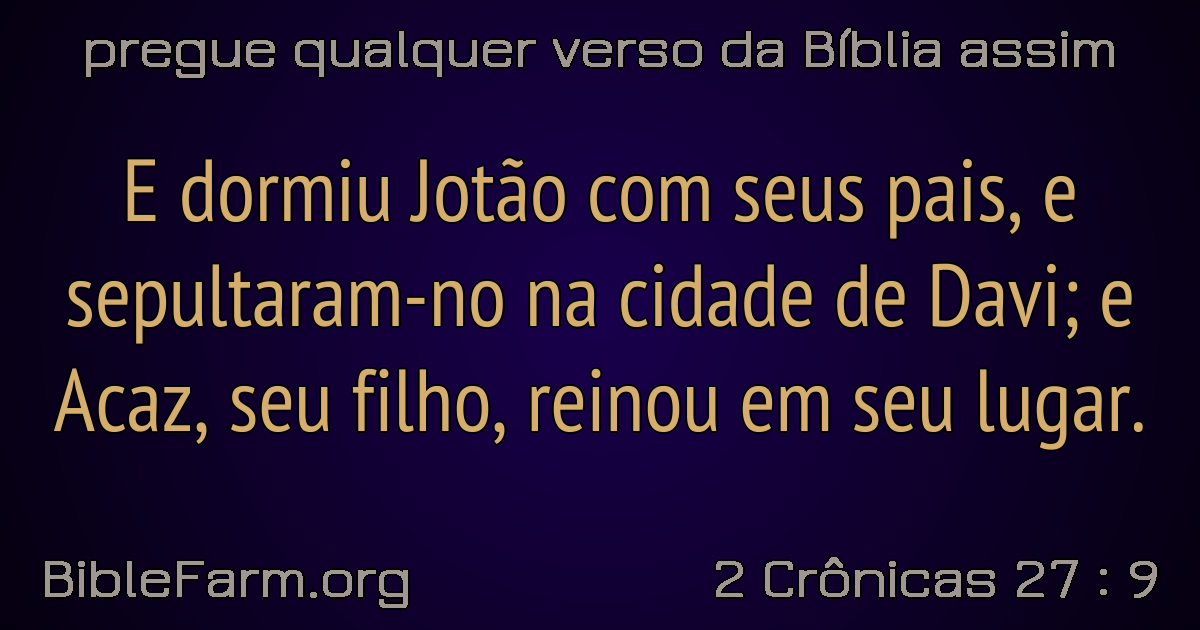 pregue qualquer verso da Bíblia assim
E dormiu Jotão com seus pais, e
sepultaram-no na cidade de Davi; e
Acaz, seu filho, reinou em seu lugar.
BibleFarm.org
2 Crônicas 27 : 9